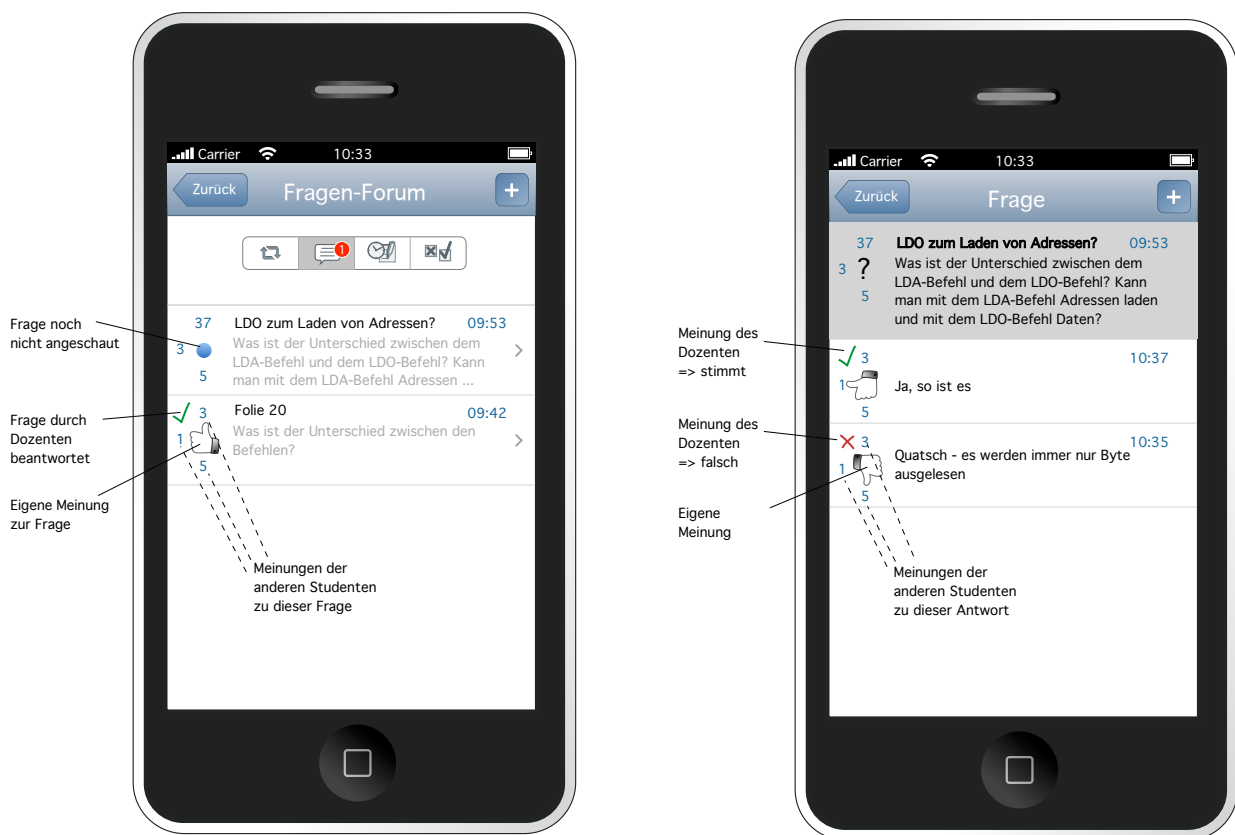 Carrier 10:33
Zurück Fragen-Forum +
1
37 LDO zum Laden von Adressen? 09:53
Was ist der Unterschied zwischen dem
3 LDA-Befehl und dem LDO-Befehl? Kann
5 man mit dem LDA-Befehl Adressen ...
3 Folie 20 09:42
Was ist der Unterschied zwischen den
1 Befehlen?
5
Frage noch
nicht angeschaut
Frage durch
Dozenten
beantwortet
Eigene Meinung
zur Frage
Meinungen der
anderen Studenten
zu dieser Frage
Carrier 10:33
Zurück Frage +
37 LDO zum Laden von Adressen? 09:53
3 ? Was ist der Unterschied zwischen dem
LDA-Befehl und dem LDO-Befehl? Kann
5 man mit dem LDA-Befehl Adressen laden
und mit dem LDO-Befehl Daten?
3 10:37
1 Ja, so ist es
5
3 10:35
Quatsch - es werden immer nur Byte
1 ausgelesen
5
Meinung des
Dozenten
=> stimmt
Meinung des
Dozenten
=> falsch
Eigene
Meinung
Meinungen der
anderen Studenten
zu dieser Antwort